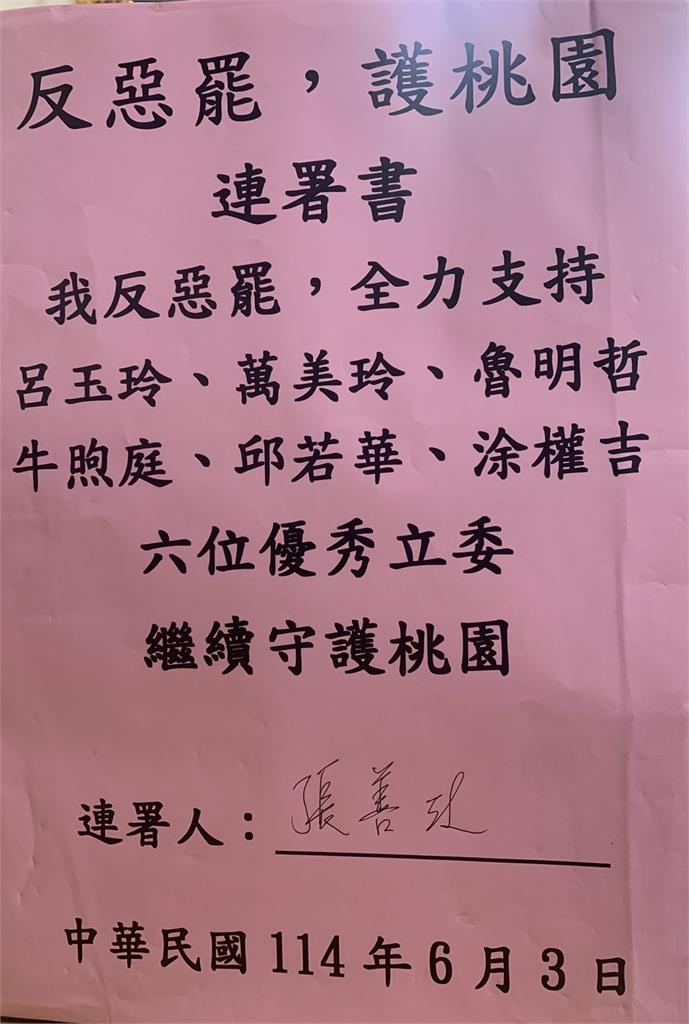 反惡罷，護桃園
連署書
我反惡罷，全力支持
呂玉玲、萬美玲、魯明哲
牛煦庭、邱若華、涂權吉
六位優秀立委
繼續守護桃園
連署人：張善政
中華民國114年6月3日